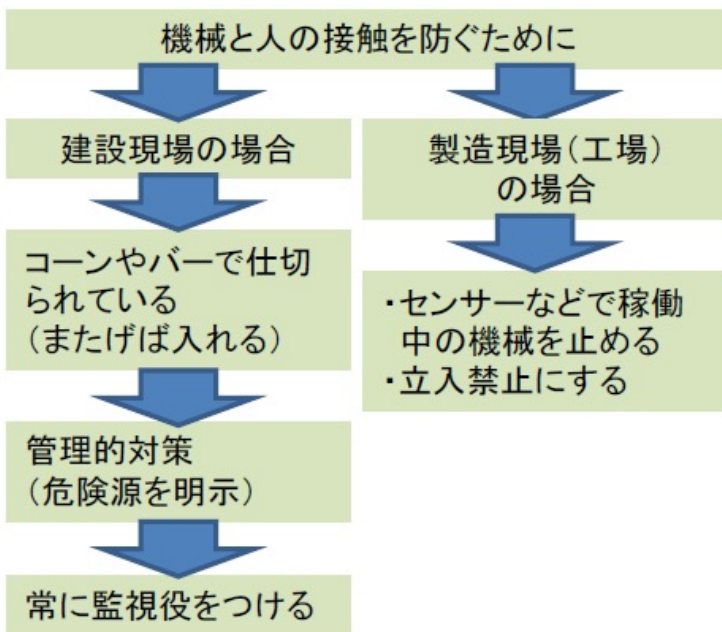 機械と人の接触を防ぐために
建設現場の場合
コーンやバーで仕切
られている
(またげば入れる)
管理的対策
(危険源を明示)
常に監視役をつける
製造現場(工場)
の場合
・センサーなどで稼働
中の機械を止める
・立入禁止にする